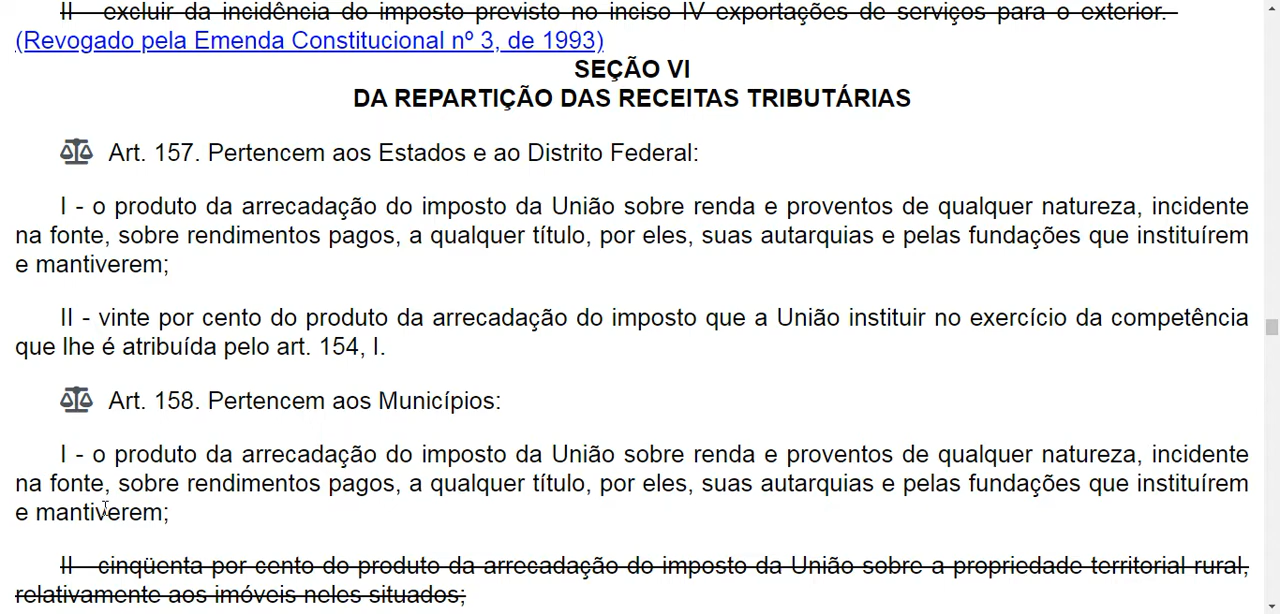 II - excluir da incidência do imposto previsto no inciso IV exportações de serviços para o exterior.
(Revogado pela Emenda Constitucional nº 3, de 1993)
SEÇÃO VI
DA REPARTIÇÃO DAS RECEITAS TRIBUTÁRIAS
Art. 157. Pertencem aos Estados e ao Distrito Federal:
I - o produto da arrecadação do imposto da União sobre renda e proventos de qualquer natureza, incidente
na fonte, sobre rendimentos pagos, a qualquer título, por eles, suas autarquias e pelas fundações que instituírem
e mantiverem;
II - vinte por cento do produto da arrecadação do imposto que a União instituir no exercício da competência
que lhe é atribuída pelo art. 154, I.
Art. 158. Pertencem aos Municípios:
I - o produto da arrecadação do imposto da União sobre renda e proventos de qualquer natureza, incidente
na fonte, sobre rendimentos pagos, a qualquer título, por eles, suas autarquias e pelas fundações que instituírem
e mantiverem;
II - cinqüenta por cento do produto da arrecadação do imposto da União sobre a propriedade territorial rural,
relativamente aos imóveis neles situados;